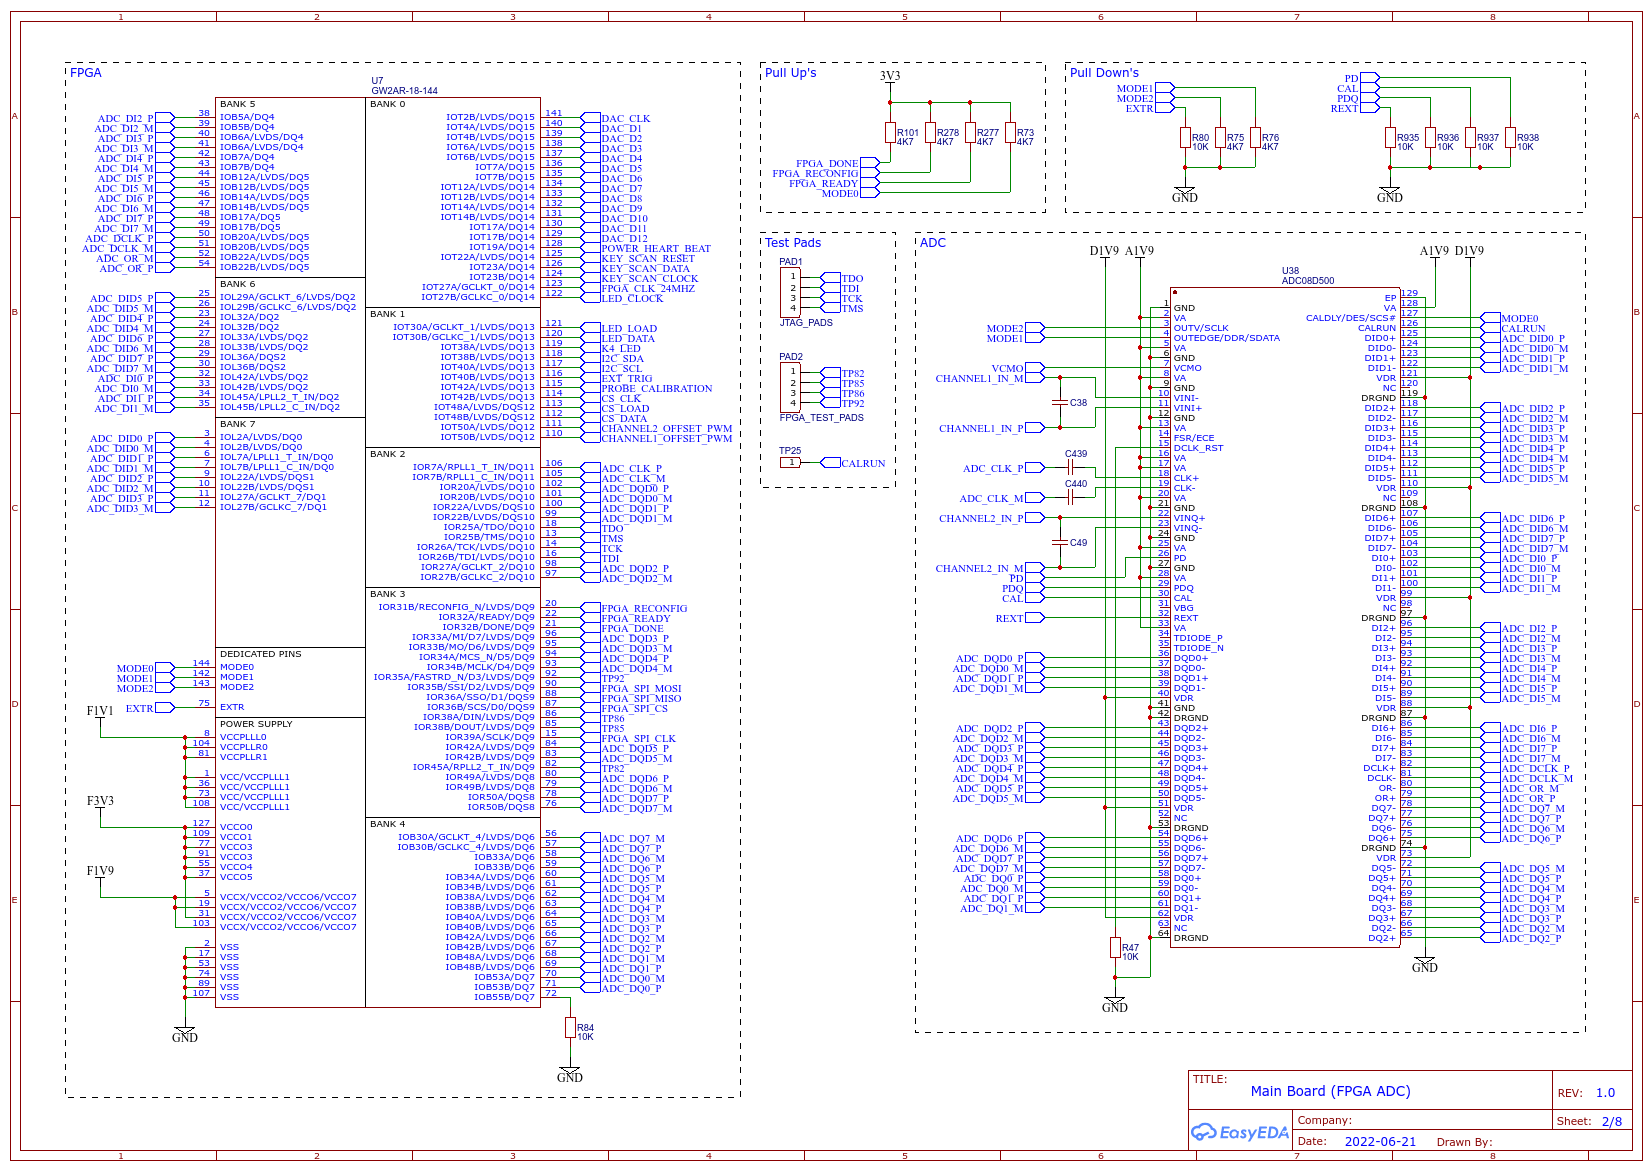 1 2 3 4 5 6 7 8
A B C D E
FPGA
U7
GW2AR-18-144
BANK 5
ADC_DI2_P 38 IOB5A/DQ4
ADC_DI2_M 39 IOB5B/DQ4
ADC_DI3_P 40 IOB6A/LVDS/DQ4
ADC_DI3_M 41 IOB6A/LVDS/DQ4
ADC_DI4_P 42 IOB7A/DQ4
ADC_DI4_M 43 IOB7B/DQ4
ADC_DI5_P 44 IOB12A/LVDS/DQ5
ADC_DI5_M 45 IOB12B/LVDS/DQ5
ADC_DI6_P 46 IOB14A/LVDS/DQ5
ADC_DI6_M 47 IOB14B/LVDS/DQ5
ADC_DI7_P 48 IOB17A/DQ5
ADC_DI7_M 49 IOB17B/DQ5
ADC_DCLK_P 50 IOB20A/LVDS/DQ5
ADC_DCLK_M 51 IOB20B/LVDS/DQ5
ADC_OR_M 52 IOB22A/LVDS/DQ5
ADC_OR_P 54 IOB22B/LVDS/DQ5
BANK 6
ADC_DID5_P 25 IOL29A/GCLKT_6/LVDS/DQ2
ADC_DID5_M 26 IOL29B/GCLKC_6/LVDS/DQ2
ADC_DID4_P 23 IOL32A/DQ2
ADC_DID4_M 24 IOL32B/DQ2
ADC_DID6_P 27 IOL33A/LVDS/DQ2
ADC_DID6_M 28 IOL33B/LVDS/DQ2
ADC_DID7_P 29 IOL36A/DQS2
ADC_DID7_M 30 IOL36B/DQS2
ADC_DI0_P 32 IOL42A/LVDS/DQ2
ADC_DI0_M 33 IOL42B/LVDS/DQ2
ADC_DI1_P 34 IOL45A/LPLL2_T_IN/DQ2
ADC_DI1_M 35 IOL45B/LPLL2_C_IN/DQ2
BANK 7
ADC_DID0_P 3 IOL2A/LVDS/DQ0
ADC_DID0_M 4 IOL2B/LVDS/DQ0
ADC_DID1_P 6 IOL7A/LPLL1_T_IN/DQ0
ADC_DID1_M 7 IOL7B/LPLL1_C_IN/DQ0
ADC_DID2_P 9 IOL22A/LVDS/DQS1
ADC_DID2_M 10 IOL22B/LVDS/DQS1
ADC_DID3_P 11 IOL27A/GCLKT_7/DQ1
ADC_DID3_M 12 IOL27B/GCLKC_7/DQ1
DEDICATED PINS
MODE0 144 MODE0
MODE1 142 MODE1
MODE2 143 MODE2
EXTR 75 EXTR
POWER SUPPLY
F1V1
8 VCCPLLL0
104 VCCPLLR0
81 VCCPLLR1
1 VCC/VCCPLLL1
36 VCC/VCCPLLL1
73 VCC/VCCPLLL1
108 VCC/VCCPLLL1
F3V3
127 VCCO0
109 VCCO1
77 VCCO3
91 VCCO3
55 VCCO4
37 VCCO5
F1V9
5 VCCX/VCCO2/VCCO6/VCCO7
19 VCCX/VCCO2/VCCO6/VCCO7
31 VCCX/VCCO2/VCCO6/VCCO7
103 VCCX/VCCO2/VCCO6/VCCO7
2 VSS
17 VSS
53 VSS
74 VSS
89 VSS
107 VSS
GND
BANK 0
IOT2B/LVDS/DQ15 141 DAC_CLK
IOT4A/LVDS/DQ15 140 DAC_D1
IOT4B/LVDS/DQ15 139 DAC_D2
IOT6A/LVDS/DQ15 138 DAC_D3
IOT6B/LVDS/DQ15 137 DAC_D4
IOT7A/DQ15 136 DAC_D5
IOT7B/DQ15 135 DAC_D6
IOT12A/LVDS/DQ14 134 DAC_D7
IOT12B/LVDS/DQ14 133 DAC_D8
IOT14A/LVDS/DQ14 132 DAC_D9
IOT14B/LVDS/DQ14 131 DAC_D10
IOT17A/DQ14 130 DAC_D11
IOT17B/DQ14 129 DAC_D12
IOT19A/DQ14 128 POWER_HEART_BEAT
IOT22A/LVDS/DQ14 125 KEY_SCAN_RESET
IOT23A/DQ14 126 KEY_SCAN_DATA
IOT23B/DQ14 124 KEY_SCAN_CLOCK
IOT27A/GCLKT_0/DQ14 123 FPGA_CLK_24MHZ
IOT27B/GCLKC_0/DQ14 122 LED_CLOCK
BANK 1
IOT30A/GCLKT_1/LVDS/DQ13 121 LED_LOAD
IOT30B/GCLKC_1/LVDS/DQ13 120 LED_DATA
IOT38A/LVDS/DQ13 119 K4_LED
IOT38B/LVDS/DQ13 118 I2C_SDA
IOT40A/LVDS/DQ13 117 I2C_SCL
IOT40B/LVDS/DQ13 116 EXT_TRIG
IOT42A/LVDS/DQ13 115 PROBE_CALIBRATION
IOT42B/LVDS/DQ13 114 CS_CLK
IOT48A/LVDS/DQS12 113 CS_LOAD
IOT48B/LVDS/DQS12 112 CS_DATA
IOT50A/LVDS/DQ12 111 CHANNEL2_OFFSET_PWM
IOT50B/LVDS/DQ12 110 CHANNEL1_OFFSET_PWM
BANK 2
IOR7A/RPLL1_T_IN/DQ11 106 ADC_CLK_P
IOR7B/RPLL1_C_IN/DQ11 105 ADC_CLK_M
IOR20A/LVDS/DQ10 102 ADC_DQD0_P
IOR20B/LVDS/DQ10 101 ADC_DQD0_M
IOR22A/LVDS/DQS10 100 ADC_DQD1_P
IOR22B/LVDS/DQS10 99 ADC_DQD1_M
IOR25A/TDO/DQ10 18 TDO
IOR25B/TMS/DQ10 13 TMS
IOR26A/TCK/LVDS/DQ10 14 TCK
IOR26B/TDI/LVDS/DQ10 16 TDI
IOR27A/GCLKT_2/DQ10 98 ADC_DQD2_P
IOR27B/GCLKC_2/DQ10 97 ADC_DQD2_M
BANK 3
IOR31B/RECONFIG_N/LVDS/DQ9 20 FPGA_RECONFIG
IOR32A/READY/DQ9 22 FPGA_READY
IOR32B/DONE/DQ9 21 FPGA_DONE
IOR33A/MI/D7/LVDS/DQ9 96 ADC_DQD3_P
IOR33B/MO/D6/LVDS/DQ9 95 ADC_DQD3_M
IOR34A/MCS_N/D5/DQ9 94 ADC_DQD4_P
IOR34B/MCLK/D4/DQ9 93 ADC_DQD4_M
IOR35A/FASTRD_N/D3/LVDS/DQ9 92 TP92
IOR35B/SSI/D2/LVDS/DQ9 90 FPGA_SPI_MOSI
IOR36A/SSO/D1/DQS9 88 FPGA_SPI_MISO
IOR36B/SCS/D0/DQS9 87 FPGA_SPI_CS
IOR38A/DIN/LVDS/DQ9 86 TP86
IOR38B/DOUT/LVDS/DQ9 85 TP85
IOR39A/SCLK/DQ9 15 FPGA_SPI_CLK
IOR42A/LVDS/DQ9 84 ADC_DQD5_P
IOR42B/LVDS/DQ9 83 ADC_DQD5_M
IOR45A/RPLL2_T_IN/DQ9 82 TP82
IOR49A/LVDS/DQ8 80 ADC_DQD6_P
IOR49B/LVDS/DQ8 79 ADC_DQD6_M
IOR50A/DQS8 78 ADC_DQD7_P
IOR50B/DQS8 76 ADC_DQD7_M
BANK 4
IOB30A/GCLKT_4/LVDS/DQ6 56 ADC_DQ7_M
IOB30B/GCLKC_4/LVDS/DQ6 57 ADC_DQ7_P
IOB33A/DQ6 58 ADC_DQ6_M
IOB33B/DQ6 59 ADC_DQ6_P
IOB34A/LVDS/DQ6 60 ADC_DQ5_M
IOB34B/LVDS/DQ6 61 ADC_DQ5_P
IOB38A/LVDS/DQ6 62 ADC_DQ4_M
IOB38B/LVDS/DQ6 63 ADC_DQ4_P
IOB40A/LVDS/DQ6 64 ADC_DQ3_M
IOB40B/LVDS/DQ6 65 ADC_DQ3_P
IOB42A/LVDS/DQ6 66 ADC_DQ2_M
IOB42B/LVDS/DQ6 67 ADC_DQ2_P
IOB48A/LVDS/DQ6 68 ADC_DQ1_M
IOB48B/LVDS/DQ6 69 ADC_DQ1_P
IOB53A/DQ7 70 ADC_DQ0_M
IOB53B/DQ7 71 ADC_DQ0_P
IOB55B/DQ7 72
R84
10K
GND
Pull Up's
3V3
R101 R278 R277 R73
4K7 4K7 4K7 4K7
FPGA_DONE
FPGA_RECONFIG
FPGA_READY
MODE0
Pull Down's
MODE1
MODE2
EXTR
R80 R75 R76
10K 4K7 4K7
GND
PD
CAL
PDQ
REXT
R935 R936 R937 R938
10K 10K 10K 10K
GND
Test Pads
PAD1
1 TDO
2 TDI
3 TCK
4 TMS
JTAG_PADS
PAD2
1 TP82
2 TP85
3 TP86
4 TP92
FPGA_TEST_PADS
TP25
1 CALRUN
ADC
D1V9 A1V9
A1V9 D1V9
U38
ADC08D500
1 GND
2 VA
MODE2 3 OUTV/SCLK
MODE1 4 OUTEDGE/DDR/SDATA
5 VA
6 GND
VCMO 7 VCMO
CHANNEL1_IN_M 8 VA
9 GND
10 VINI-
C38
11 VINI+
12 GND
CHANNEL1_IN_P 13 VA
14 FSR/ECE
15 DCLK_RST
16 VA
17 VA
ADC_CLK_P C439 18 CLK+
19 CLK-
ADC_CLK_M C440 20 VA
21 GND
CHANNEL2_IN_P 22 VINQ+
23 VINQ-
24 GND
C49
25 VA
26 PD
CHANNEL2_IN_M 27 GND
PD 28 VA
PDQ 29 PDQ
CAL 30 CAL
31 VBG
REXT 32 REXT
33 VA
34 TDIODE_P
35 TDIODE_N
ADC_DQD0_P 36 DQD0+
ADC_DQD0_M 37 DQD0-
ADC_DQD1_P 38 DQD1+
ADC_DQD1_M 39 DQD1-
40 VDR
41 GND
42 DRGND
ADC_DQD2_P 43 DQD2+
ADC_DQD2_M 44 DQD2-
ADC_DQD3_P 45 DQD3+
ADC_DQD3_M 46 DQD3-
ADC_DQD4_P 47 DQD4+
ADC_DQD4_M 48 DQD4-
ADC_DQD5_P 49 DQD5+
ADC_DQD5_M 50 DQD5-
51 VDR
52 NC
53 DRGND
ADC_DQD6_P 54 DQD6+
ADC_DQD6_M 55 DQD6-
ADC_DQD7_P 56 DQD7+
ADC_DQD7_M 57 DQD7-
ADC_DQ0_P 58 DQ0+
ADC_DQ0_M 59 DQ0-
ADC_DQ1_P 60 DQ1+
ADC_DQ1_M 61 DQ1-
62 VDR
63 NC
64 DRGND
R47
10K
GND
EP 129
VA 128
CALDLY/DES/SCS# 127 MODE0
CALRUN 126 CALRUN
DID0+ 125 ADC_DID0_P
DID0- 124 ADC_DID0_M
DID1+ 123 ADC_DID1_P
DID1- 122 ADC_DID1_M
VDR 121
NC 120
DRGND 119
DID2+ 118 ADC_DID2_P
DID2- 117 ADC_DID2_M
DID3+ 116 ADC_DID3_P
DID3- 115 ADC_DID3_M
DID4+ 114 ADC_DID4_P
DID4- 113 ADC_DID4_M
DID5+ 112 ADC_DID5_P
DID5- 111 ADC_DID5_M
VDR 110
NC 109
DRGND 108
DID6+ 107 ADC_DID6_P
DID6- 106 ADC_DID6_M
DID7+ 105 ADC_DID7_P
DID7- 104 ADC_DID7_M
DI0+ 103 ADC_DI0_P
DI0- 102 ADC_DI0_M
DI1+ 101 ADC_DI1_P
DI1- 100 ADC_DI1_M
VDR 99
NC 98
DRGND 97
DI2+ 96 ADC_DI2_P
DI2- 95 ADC_DI2_M
DI3+ 94 ADC_DI3_P
DI3- 93 ADC_DI3_M
DI4+ 92 ADC_DI4_P
DI4- 91 ADC_DI4_M
DI5+ 90 ADC_DI5_P
DI5- 89 ADC_DI5_M
VDR 88
DRGND 87
DI6+ 86 ADC_DI6_P
DI6- 85 ADC_DI6_M
DI7+ 84 ADC_DI7_P
DI7- 83 ADC_DI7_M
DCLK+ 82 ADC_DCLK_P
DCLK- 81 ADC_DCLK_M
OR- 80 ADC_OR_M
OR+ 79 ADC_OR_P
DQ7- 78 ADC_DQ7_M
DQ7+ 77 ADC_DQ7_P
DQ6- 76 ADC_DQ6_M
DQ6+ 75 ADC_DQ6_P
DRGND 74
VDR 73
DQ5- 72 ADC_DQ5_M
DQ5+ 71 ADC_DQ5_P
DQ4- 70 ADC_DQ4_M
DQ4+ 69 ADC_DQ4_P
DQ3- 68 ADC_DQ3_M
DQ3+ 67 ADC_DQ3_P
DQ2- 66 ADC_DQ2_M
DQ2+ 65 ADC_DQ2_P
GND
TITLE:
Main Board (FPGA ADC)
REV: 1.0
EasyEDA
Company:
Sheet: 2/8
Date: 2022-06-21 Drawn By:
A B C D E
1 2 3 4 5 6 7 8